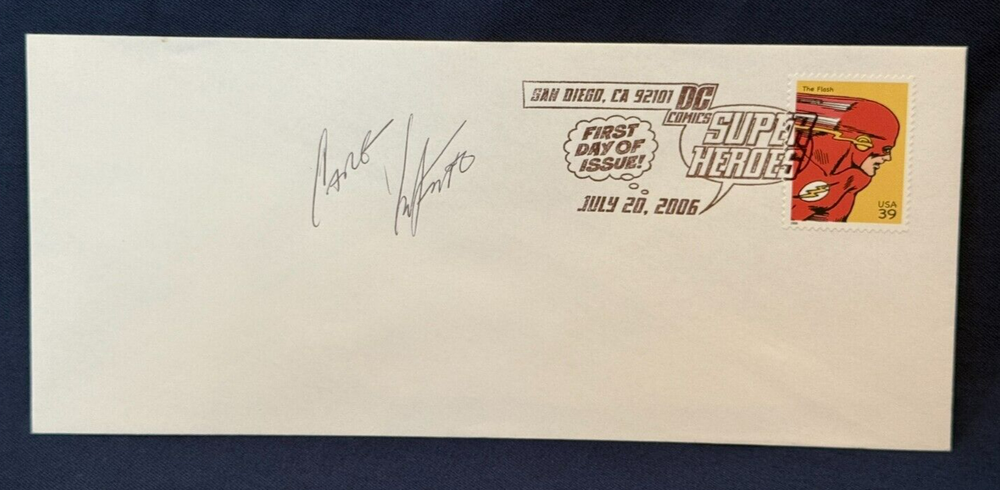 SAN DIEGO, CA 92101
DC
COMICS
SUPER
HEROES
FIRST
DAY OF
ISSUE!
JULY 20, 2006
The Flash
USA
39